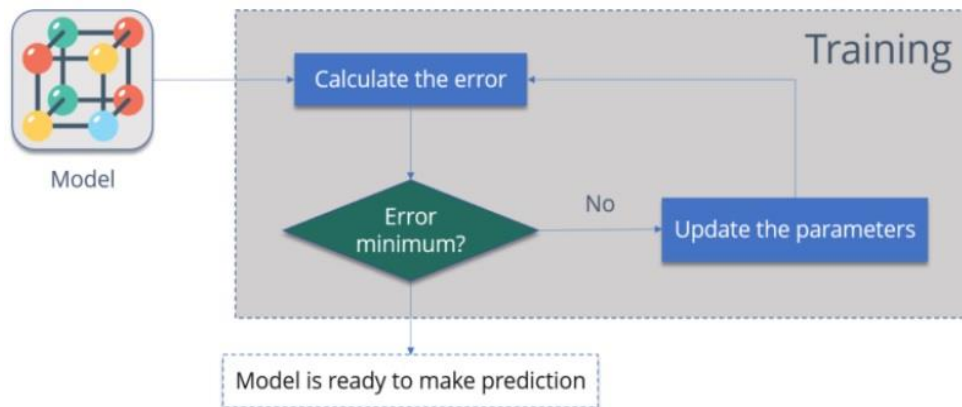 Training
Calculate the error
Model
Error
minimum?
No
Update the parameters
Model is ready to make prediction